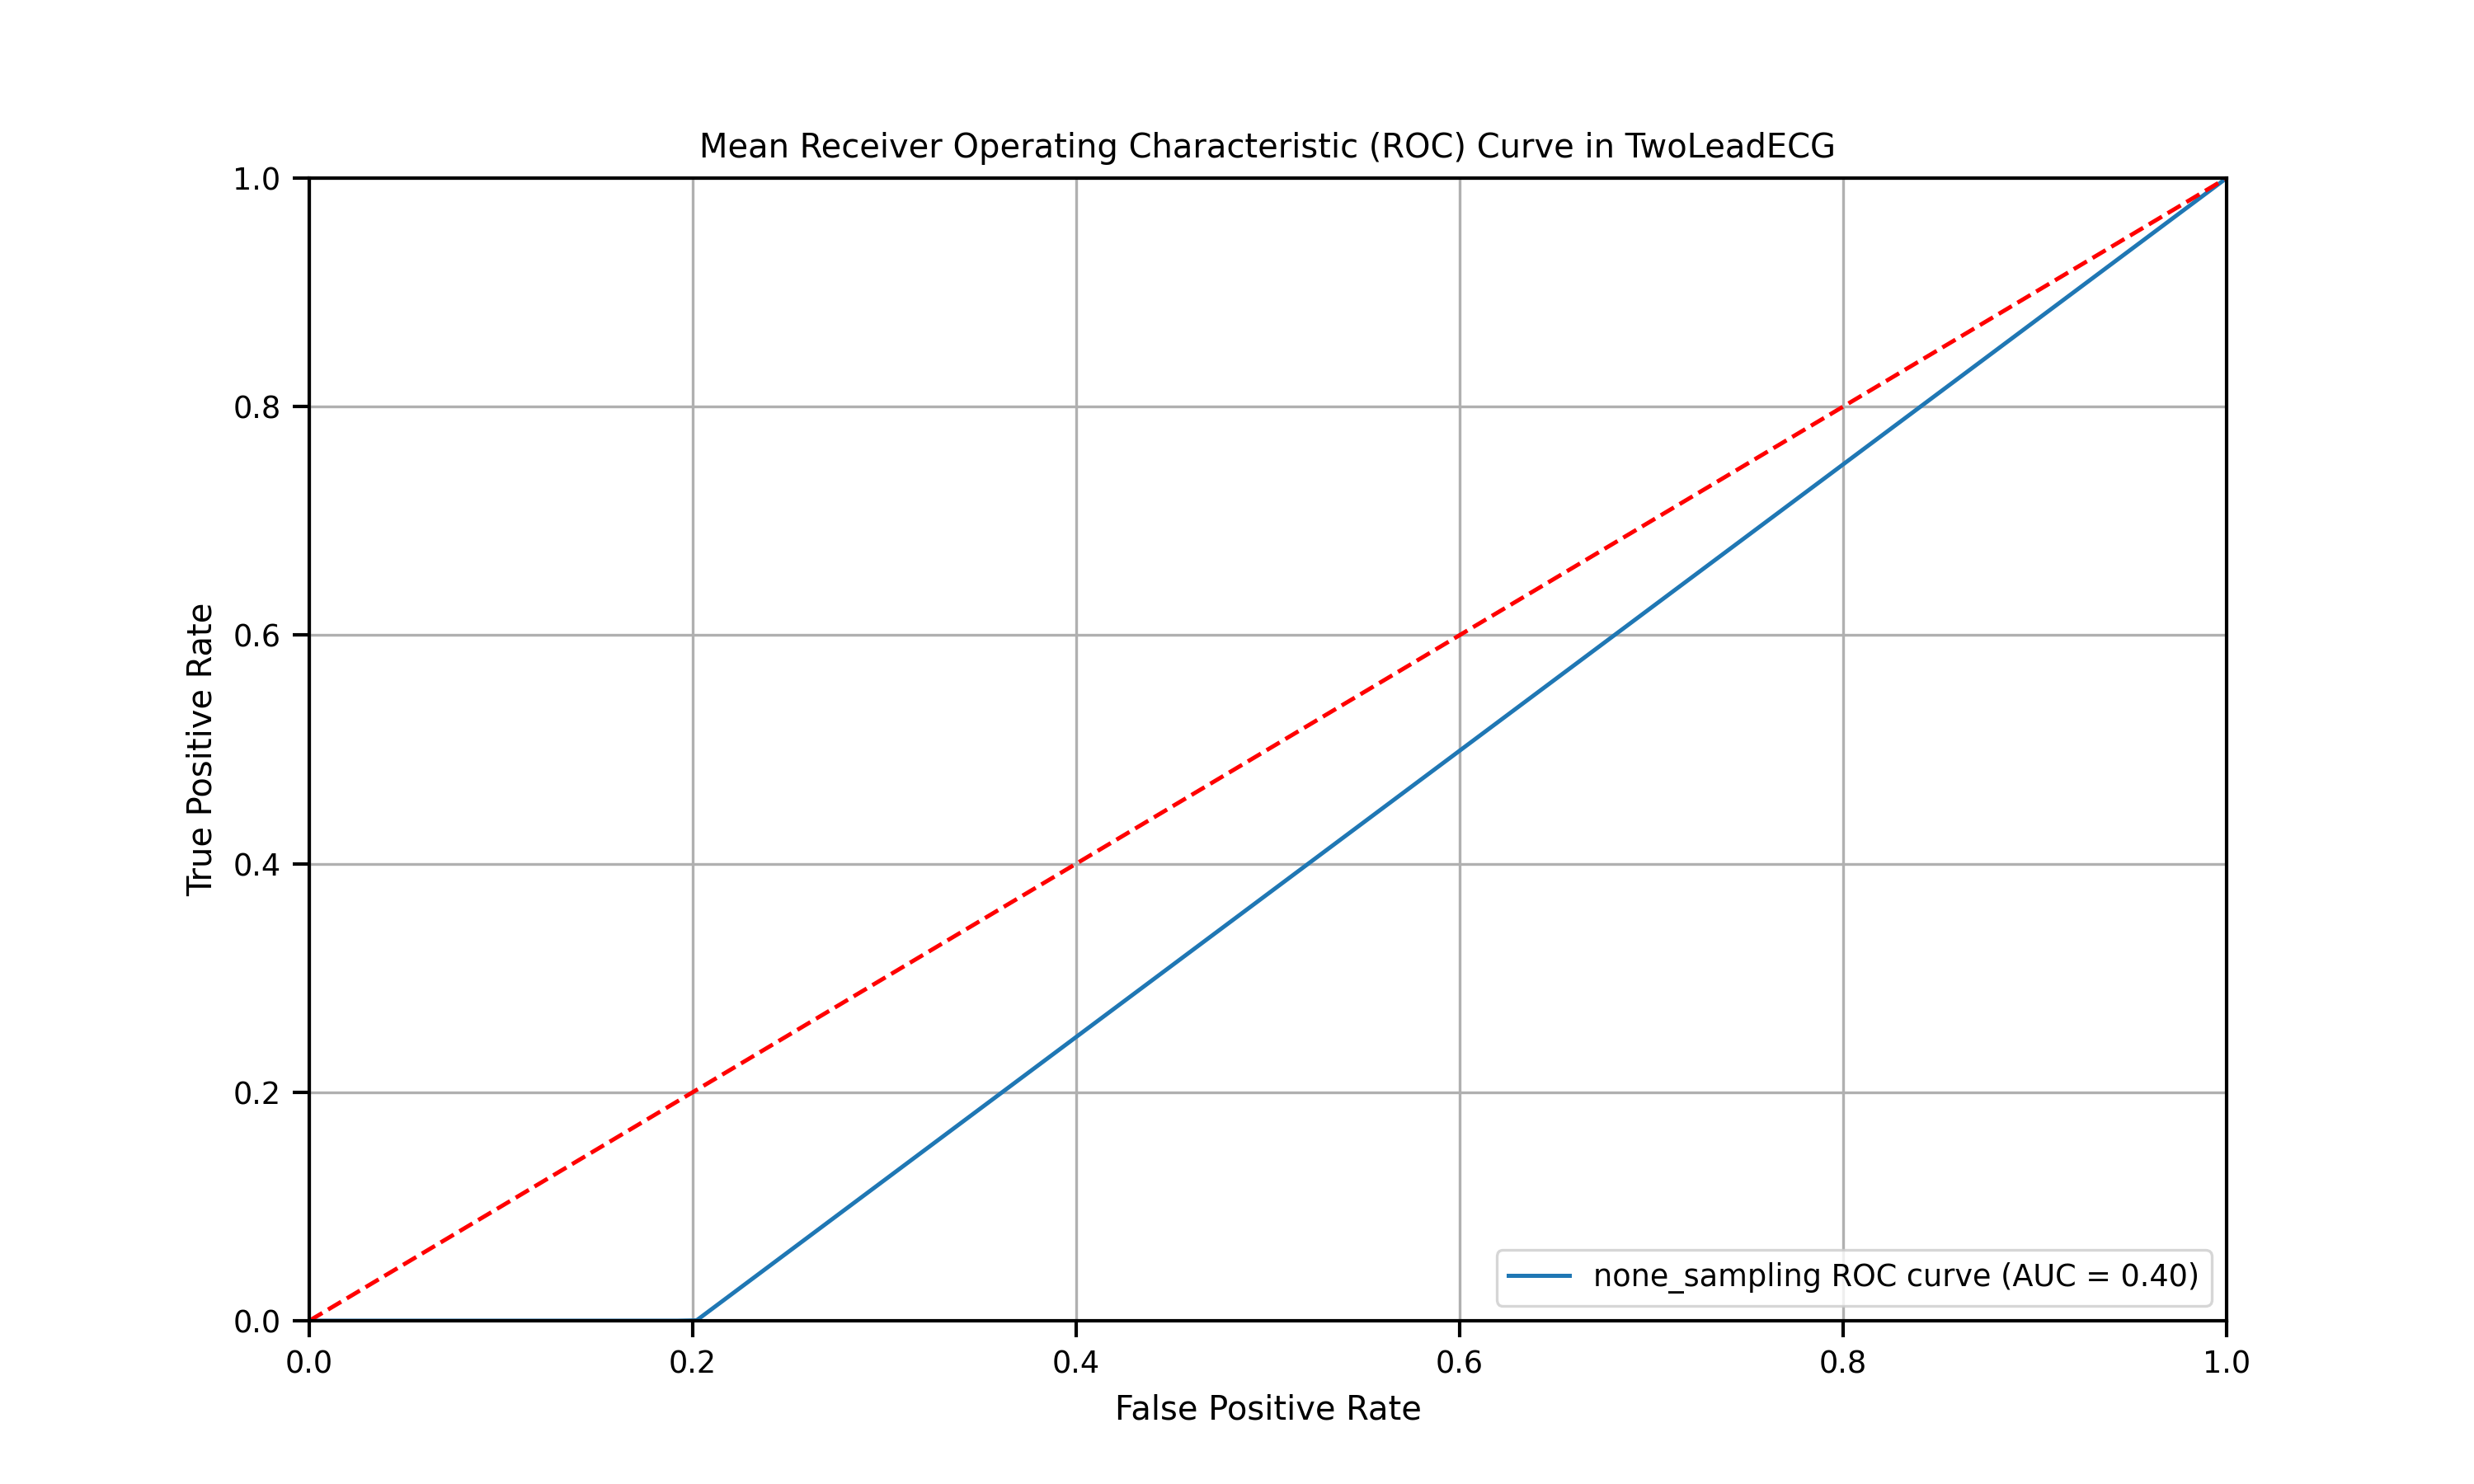 Mean Receiver Operating Characteristic (ROC) Curve in TwoLeadECG
1.0
0.8
0.6
0.4
0.2
0.0
True Positive Rate
none_sampling ROC curve (AUC = 0.40)
0.0 0.2 0.4 0.6 0.8 1.0
False Positive Rate